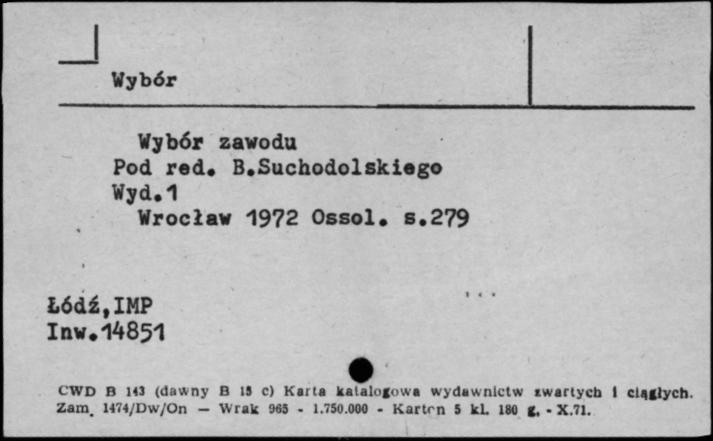 Wybór
Wybór zawodu
Pod red. B.Suchodolskiego
Wyd.1
Wrocław 1972 Ossol. s.279
Łódź,IMP
Inw.14851
CWD B 143 (dawny B 15 c) Karta katalogowa wydawnictw zwartych i ciągłych.
Zam. 1474/Dw/On — Wrak 965 - 1.750.000 - Karton 5 kl. 180 g. - X.71.